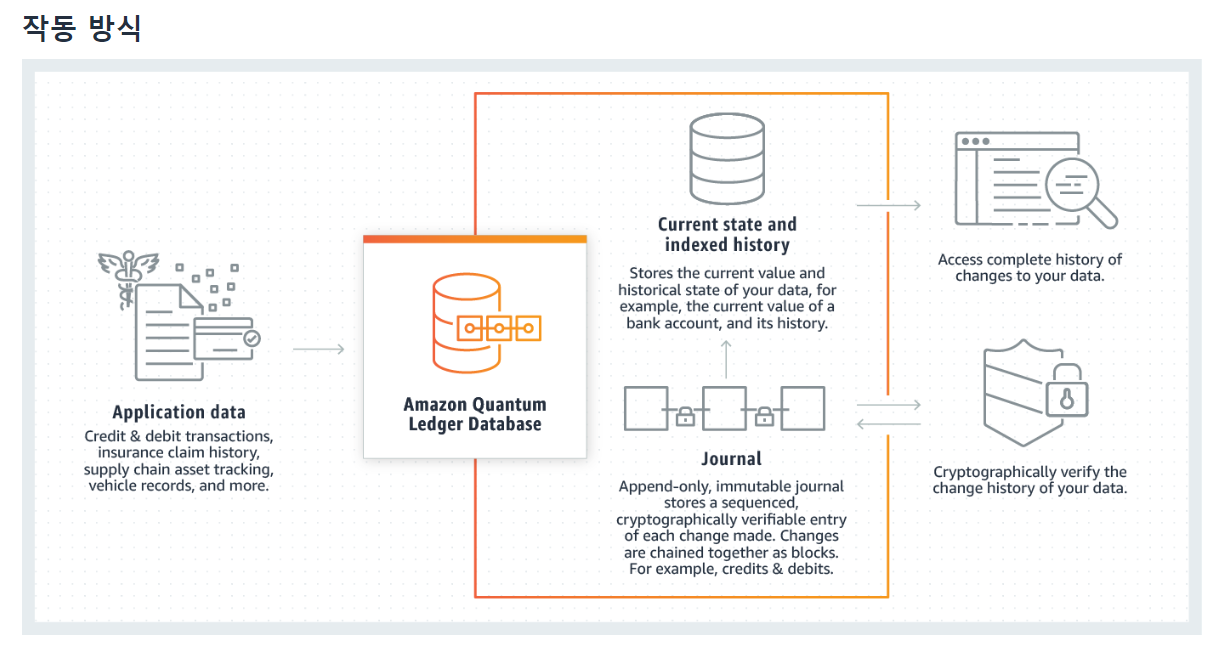 작동 방식
Application data
Credit & debit transactions,
insurance claim history,
supply chain asset tracking,
vehicle records, and more.
Amazon Quantum
Ledger Database
Current state and
indexed history
Stores the current value and
historical state of your data, for
example, the current value of a
bank account, and its history.
Journal
Append-only, immutable journal
stores a sequenced,
cryptographically verifiable entry
of each change made. Changes
are chained together as blocks.
For example, credits & debits.
Access complete history of
changes to your data.
Cryptographically verify the
change history of your data.